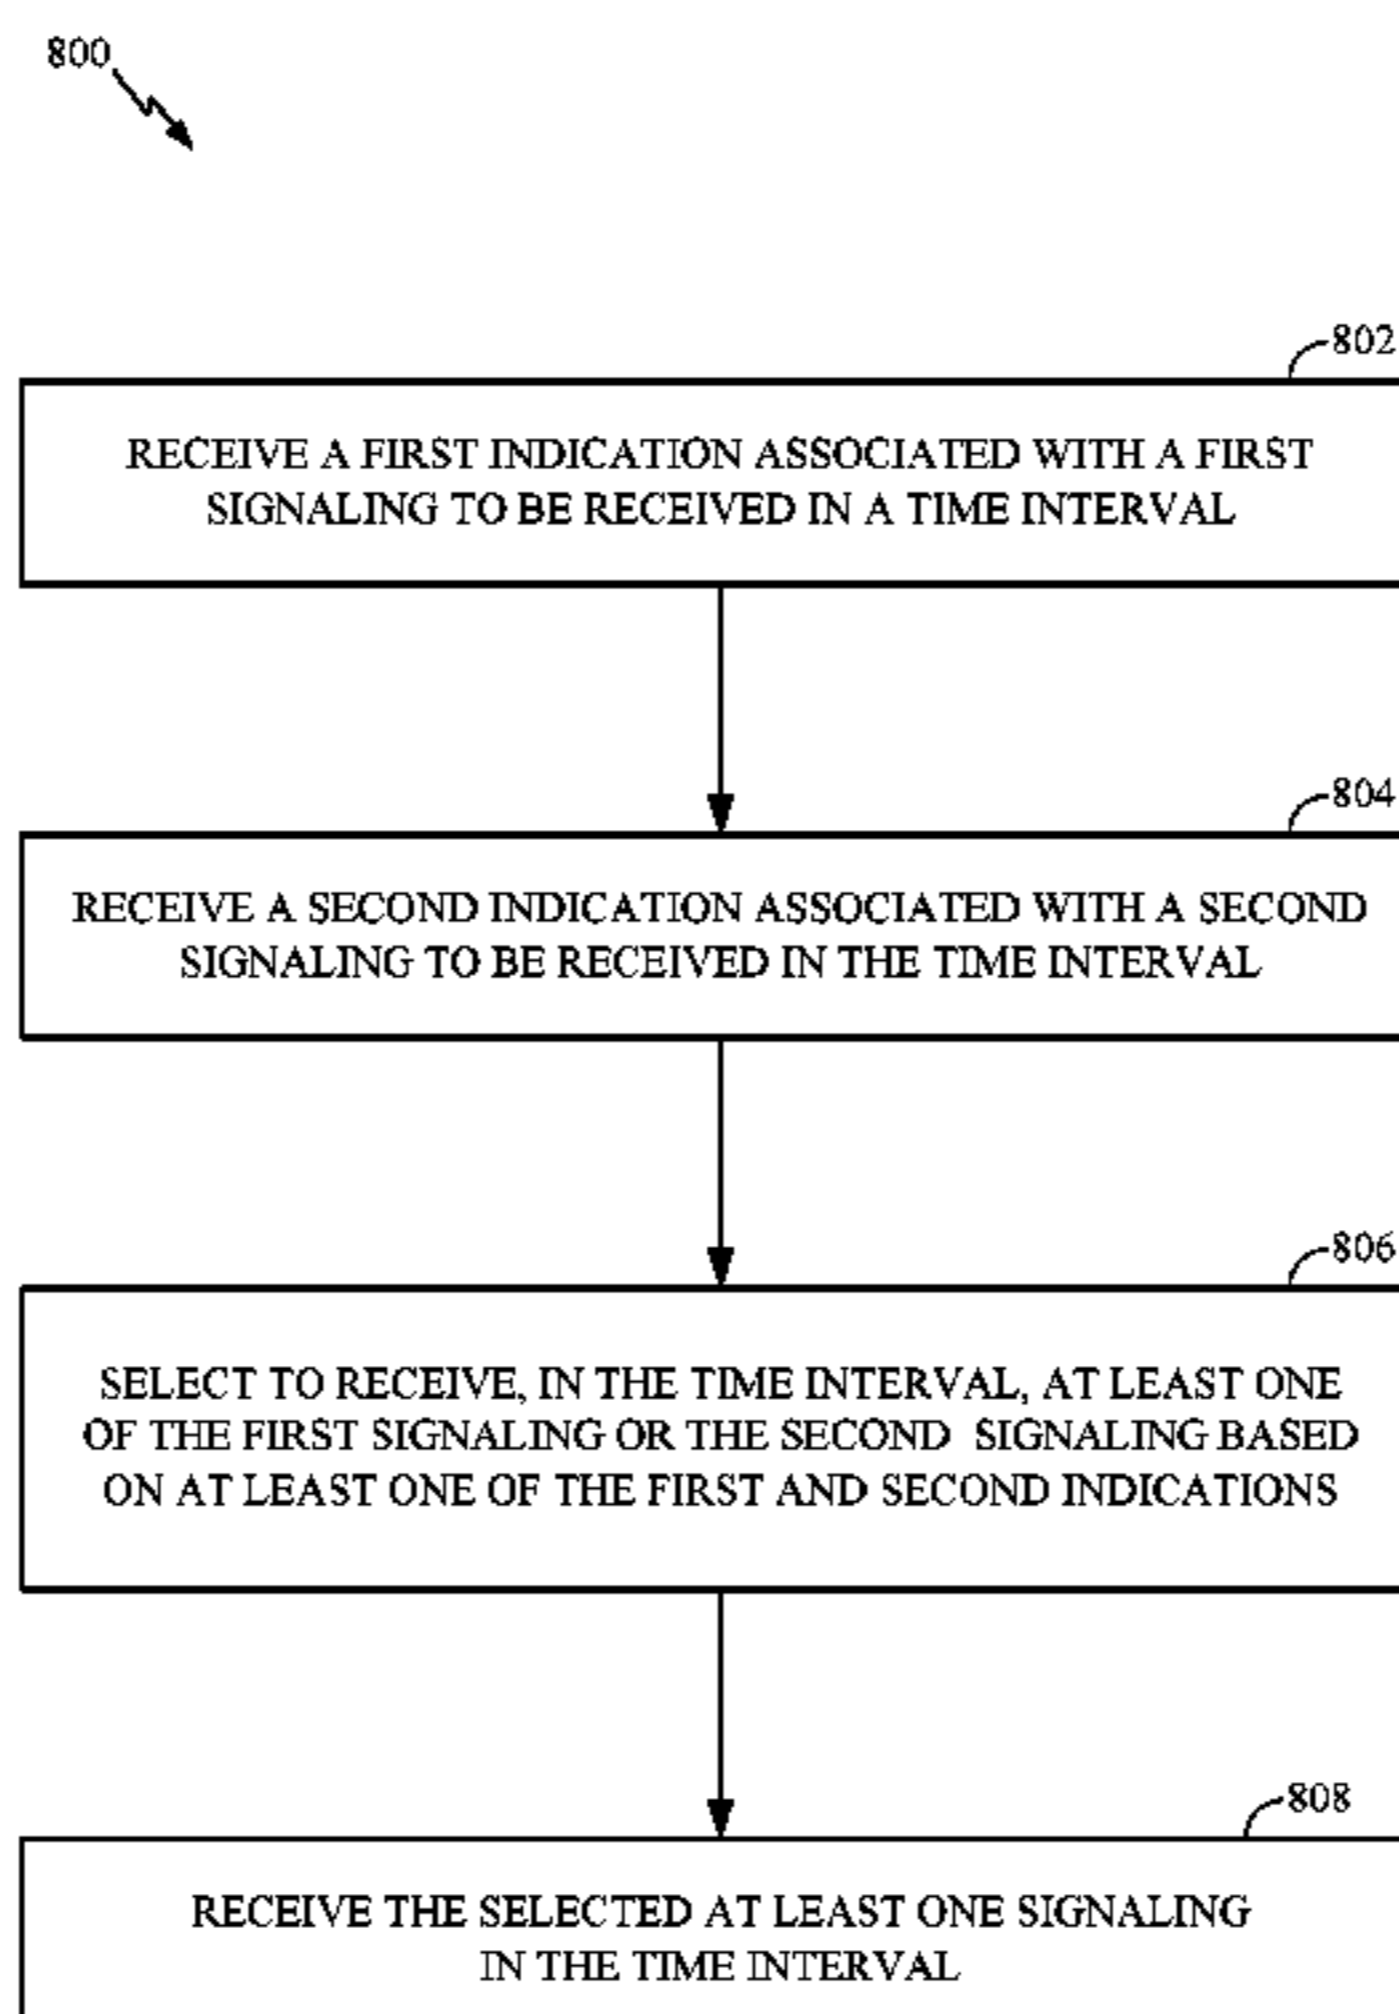 800
802
RECEIVE A FIRST INDICATION ASSOCIATED WITH A FIRST
SIGNALING TO BE RECEIVED IN A TIME INTERVAL
804
RECEIVE A SECOND INDICATION ASSOCIATED WITH A SECOND
SIGNALING TO BE RECEIVED IN THE TIME INTERVAL
806
SELECT TO RECEIVE, IN THE TIME INTERVAL, AT LEAST ONE
OF THE FIRST SIGNALING OR THE SECOND SIGNALING BASED
ON AT LEAST ONE OF THE FIRST AND SECOND INDICATIONS
808
RECEIVE THE SELECTED AT LEAST ONE SIGNALING
IN THE TIME INTERVAL